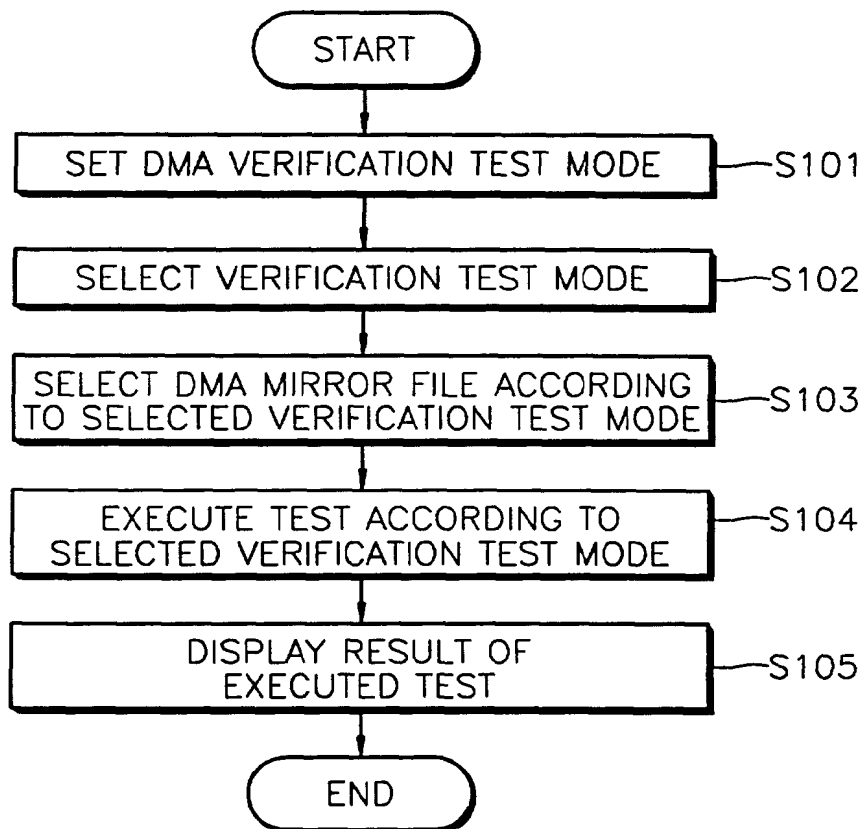 START
SET DMA VERIFICATION TEST MODE S101
SELECT VERIFICATION TEST MODE S102
SELECT DMA MIRROR FILE ACCORDING
TO SELECTED VERIFICATION TEST MODE S103
EXECUTE TEST ACCORDING TO
SELECTED VERIFICATION TEST MODE S104
DISPLAY RESULT OF
EXECUTED TEST S105
END